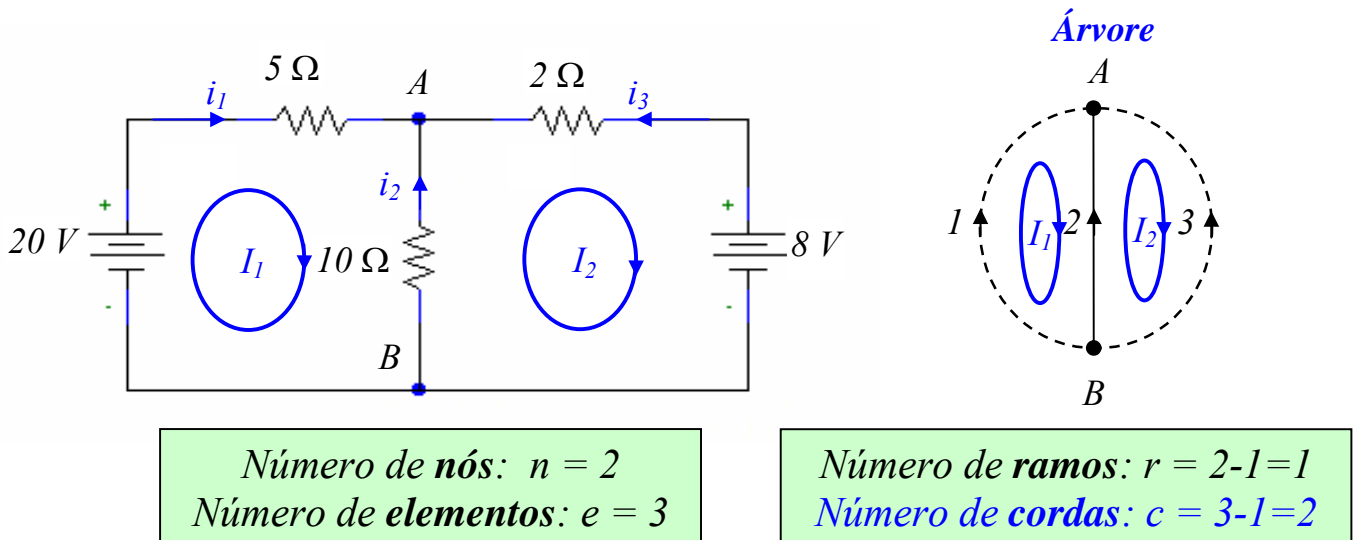 Árvore
5 Ω
A
2 Ω
A
i1
i3
i2
+
+
20 V
I1
10 Ω
I2
8 V
1
I1
2
I2
3
-
-
B
B
Número de nós: n = 2
Número de elementos: e = 3
Número de ramos: r = 2-1=1
Número de cordas: c = 3-1=2